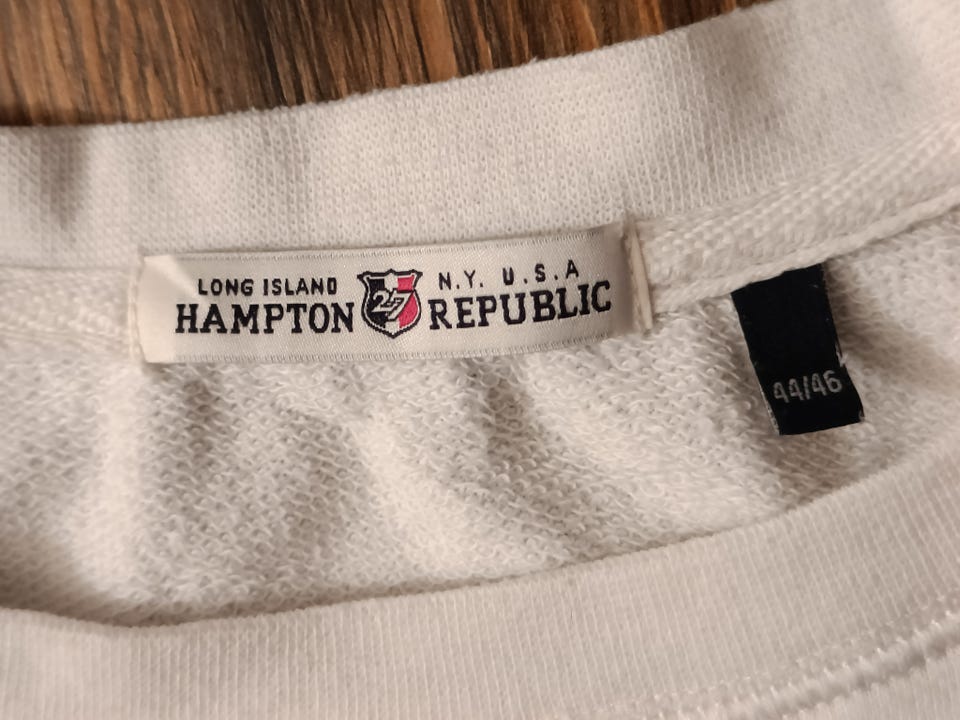 LONG ISLAND N.Y. U.S.A
HAMPTON 27 REPUBLIC
44/46